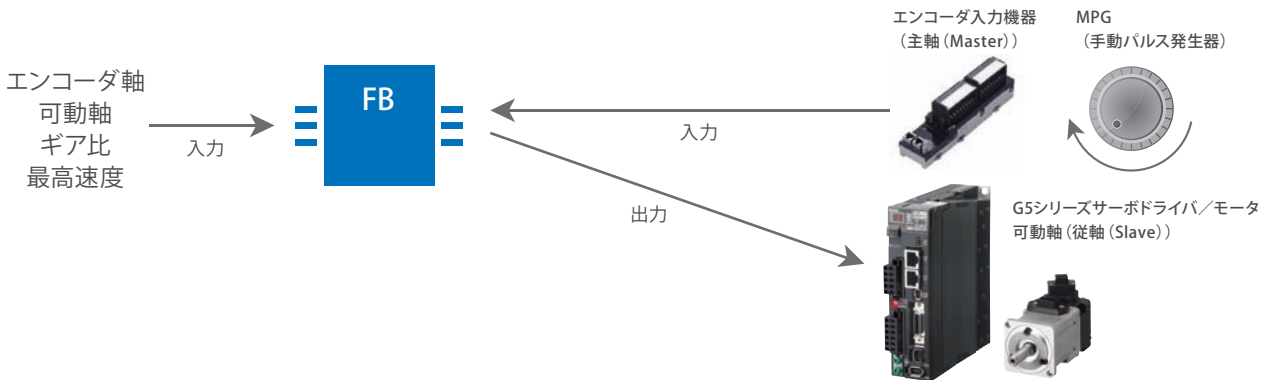 エンコーダ軸
可動軸
ギア比
最高速度
入力
FB
入力
出力
エンコーダ入力機器
（主軸（Master））
MPG
（手動パルス発生器）
G5シリーズサーボドライバ／モータ
可動軸（従軸（Slave））